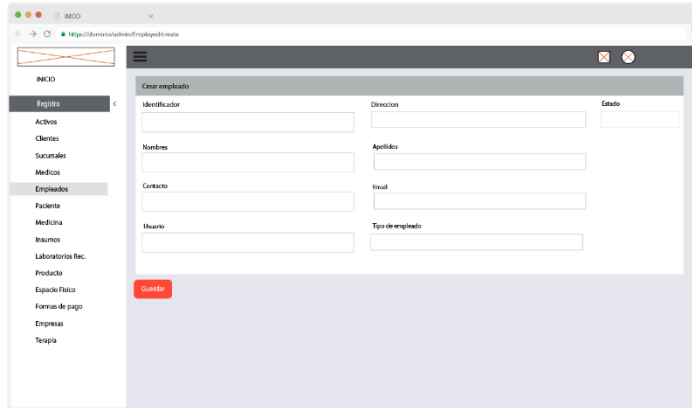 IMDO
https://dominio/admin/Employed/create
INICIO
Registro
Activos
Clientes
Sucursales
Medicos
Empleados
Paciente
Medicina
Insumos
Laboratorios Rec.
Producto
Espacio Fisico
Formas de pago
Empresas
Terapia
Crear empleado
Identificador
Direccion
Estado
Nombres
Apellidos
Contacto
Email
Usuario
Tipo de empleado
Guardar